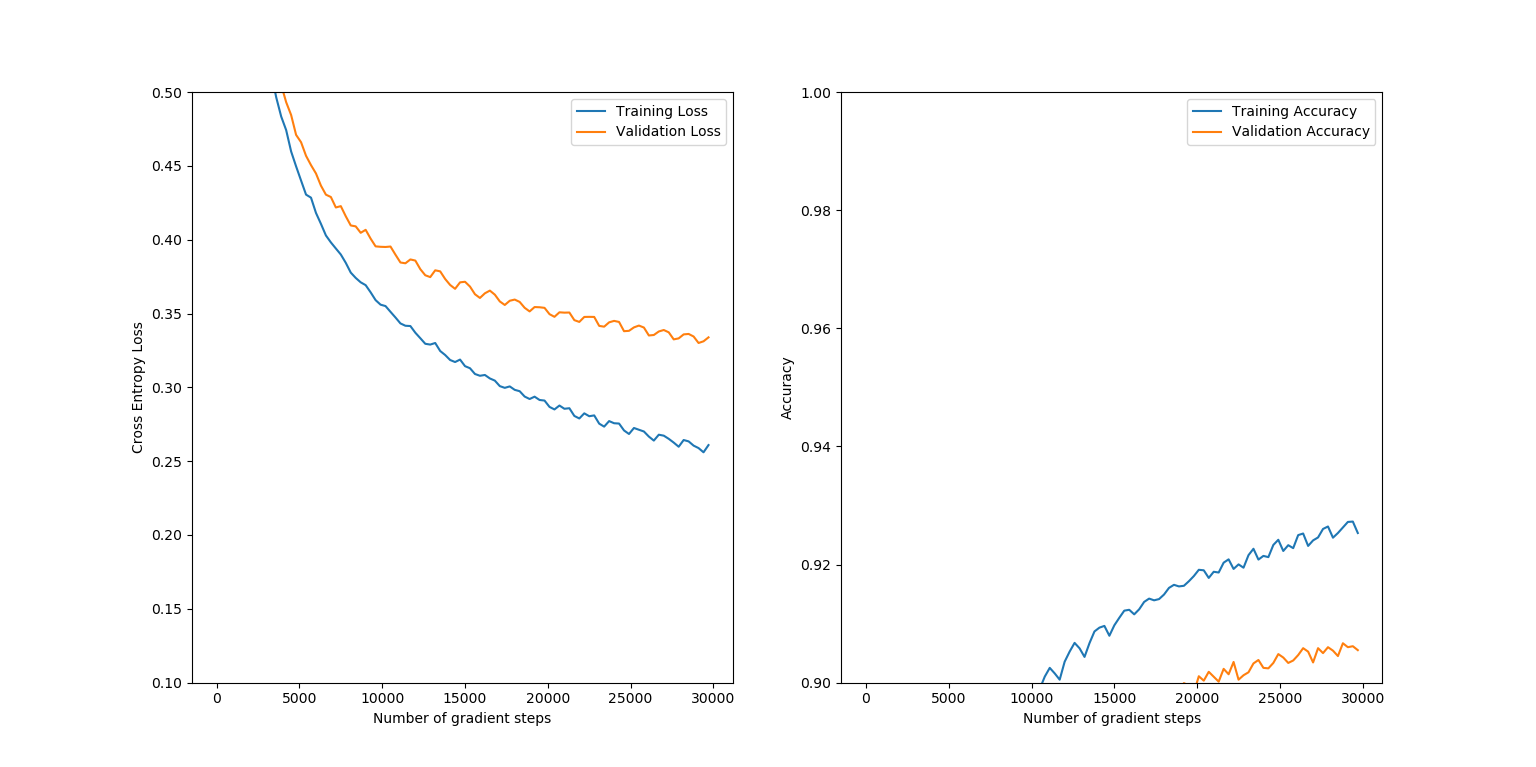 0.50
0.45
0.40
0.35
0.30
0.25
0.20
0.15
0.10
Cross Entropy Loss
0 5000 10000 15000 20000 25000 30000
Number of gradient steps
Training Loss
Validation Loss
1.00
0.98
0.96
0.94
0.92
0.90
Accuracy
0 5000 10000 15000 20000 25000 30000
Number of gradient steps
Training Accuracy
Validation Accuracy